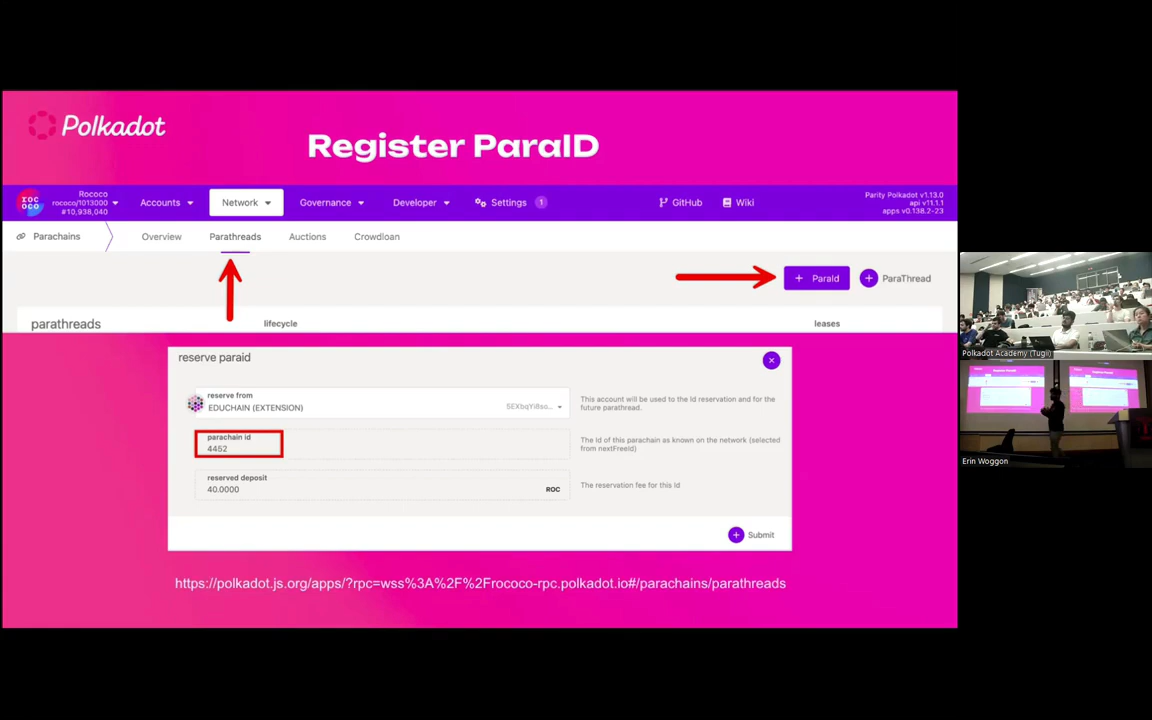 Polkadot
Register ParaID
roc
oco
Rococo
rococo/1013000
#10,938,040
Accounts
Network
Governance
Developer
Settings
1
GitHub
Wiki
Parity Polkadot v1.13.0
api v11.1.1
apps v0.138.2-23
Parachains
Overview
Parathreads
Auctions
Crowdloan
+ ParaId
+ ParaThread
parathreads
lifecycle
leases
reserve paraid
reserve from
EDUCHAIN (EXTENSION)
5EXbqYi8so...
This account will be used to the Id reservation and for the
future parathread.
parachain id
4452
The Id of this parachain as known on the network (selected
from nextFreeId)
reserved deposit
40.0000
ROC
The reservation fee for this Id
+ Submit
https://polkadot.js.org/apps/?rpc=wss%3A%2F%2Frococo-rpc.polkadot.io#/parachains/parathreads
Polkadot Academy (Tugii)
Erin Woggon